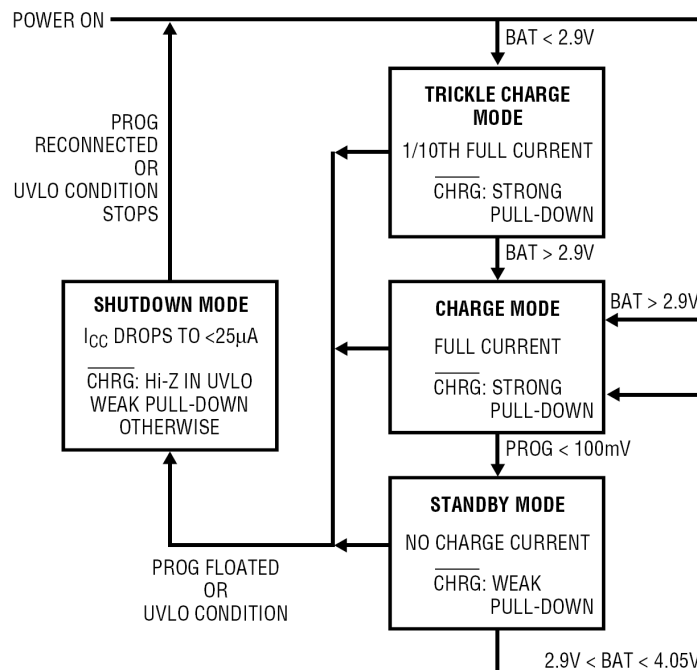 POWER ON
BAT < 2.9V
TRICKLE CHARGE
MODE
1/10TH FULL CURRENT
CHRG: STRONG
PULL-DOWN
PROG
RECONNECTED
OR
UVLO CONDITION
STOPS
BAT > 2.9V
SHUTDOWN MODE
ICC DROPS TO <25µA
CHRG: Hi-Z IN UVLO
WEAK PULL-DOWN
OTHERWISE
CHARGE MODE
FULL CURRENT
CHRG: STRONG
PULL-DOWN
BAT > 2.9V
PROG < 100mV
STANDBY MODE
NO CHARGE CURRENT
CHRG: WEAK
PULL-DOWN
PROG FLOATED
OR
UVLO CONDITION
2.9V < BAT < 4.05V